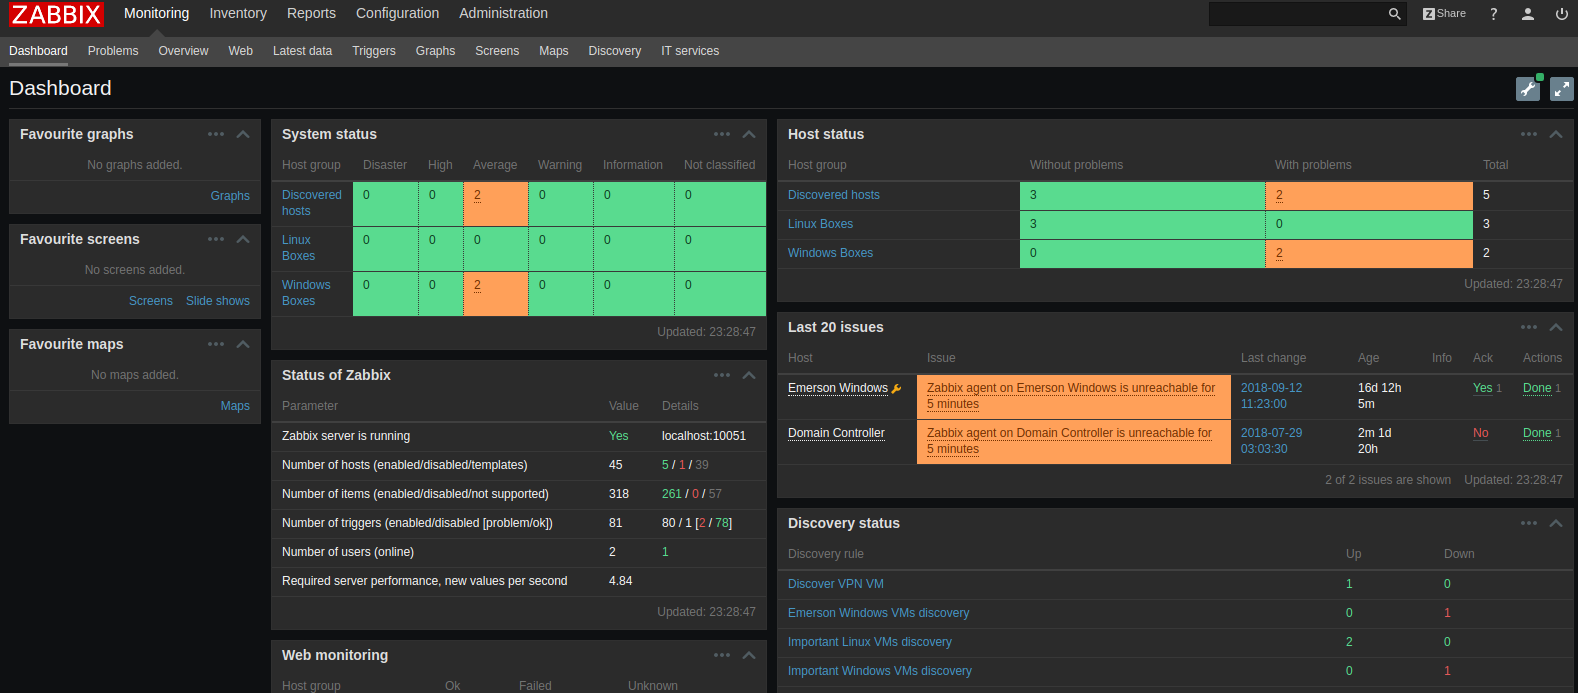 ZABBIX Monitoring Inventory Reports Configuration Administration Z Share ?
Dashboard Problems Overview Web Latest data Triggers Graphs Screens Maps Discovery IT services
Dashboard
Favourite graphs
No graphs added.
Graphs
Favourite screens
No screens added.
Screens Slide shows
Favourite maps
No maps added.
Maps
System status
Host group Disaster High Average Warning Information Not classified
Discovered
hosts
0 0 2 0 0 0
Linux
Boxes
0 0 0 0 0 0
Windows
Boxes
0 0 2 0 0 0
Updated: 23:28:47
Status of Zabbix
Parameter Value Details
Zabbix server is running Yes localhost:10051
Number of hosts (enabled/disabled/templates) 45 5 / 1 / 39
Number of items (enabled/disabled/not supported) 318 261 / 0 / 57
Number of triggers (enabled/disabled [problem/ok]) 81 80 / 1 [2 / 78]
Number of users (online) 2 1
Required server performance, new values per second 4.84
Updated: 23:28:47
Web monitoring
Host group Ok Failed Unknown
Host status
Host group Without problems With problems Total
Discovered hosts 3 2 5
Linux Boxes 3 0 3
Windows Boxes 0 2 2
Updated: 23:28:47
Last 20 issues
Host Issue Last change Age Info Ack Actions
Emerson Windows Zabbix agent on Emerson Windows is unreachable for 2018-09-12 16d 12h Yes 1 Done 1
5 minutes 11:23:00 5m
Domain Controller Zabbix agent on Domain Controller is unreachable for 2018-07-29 2m 1d No Done 1
5 minutes 03:03:30 20h
2 of 2 issues are shown Updated: 23:28:47
Discovery status
Discovery rule Up Down
Discover VPN VM 1 0
Emerson Windows VMs discovery 0 1
Important Linux VMs discovery 2 0
Important Windows VMs discovery 0 1